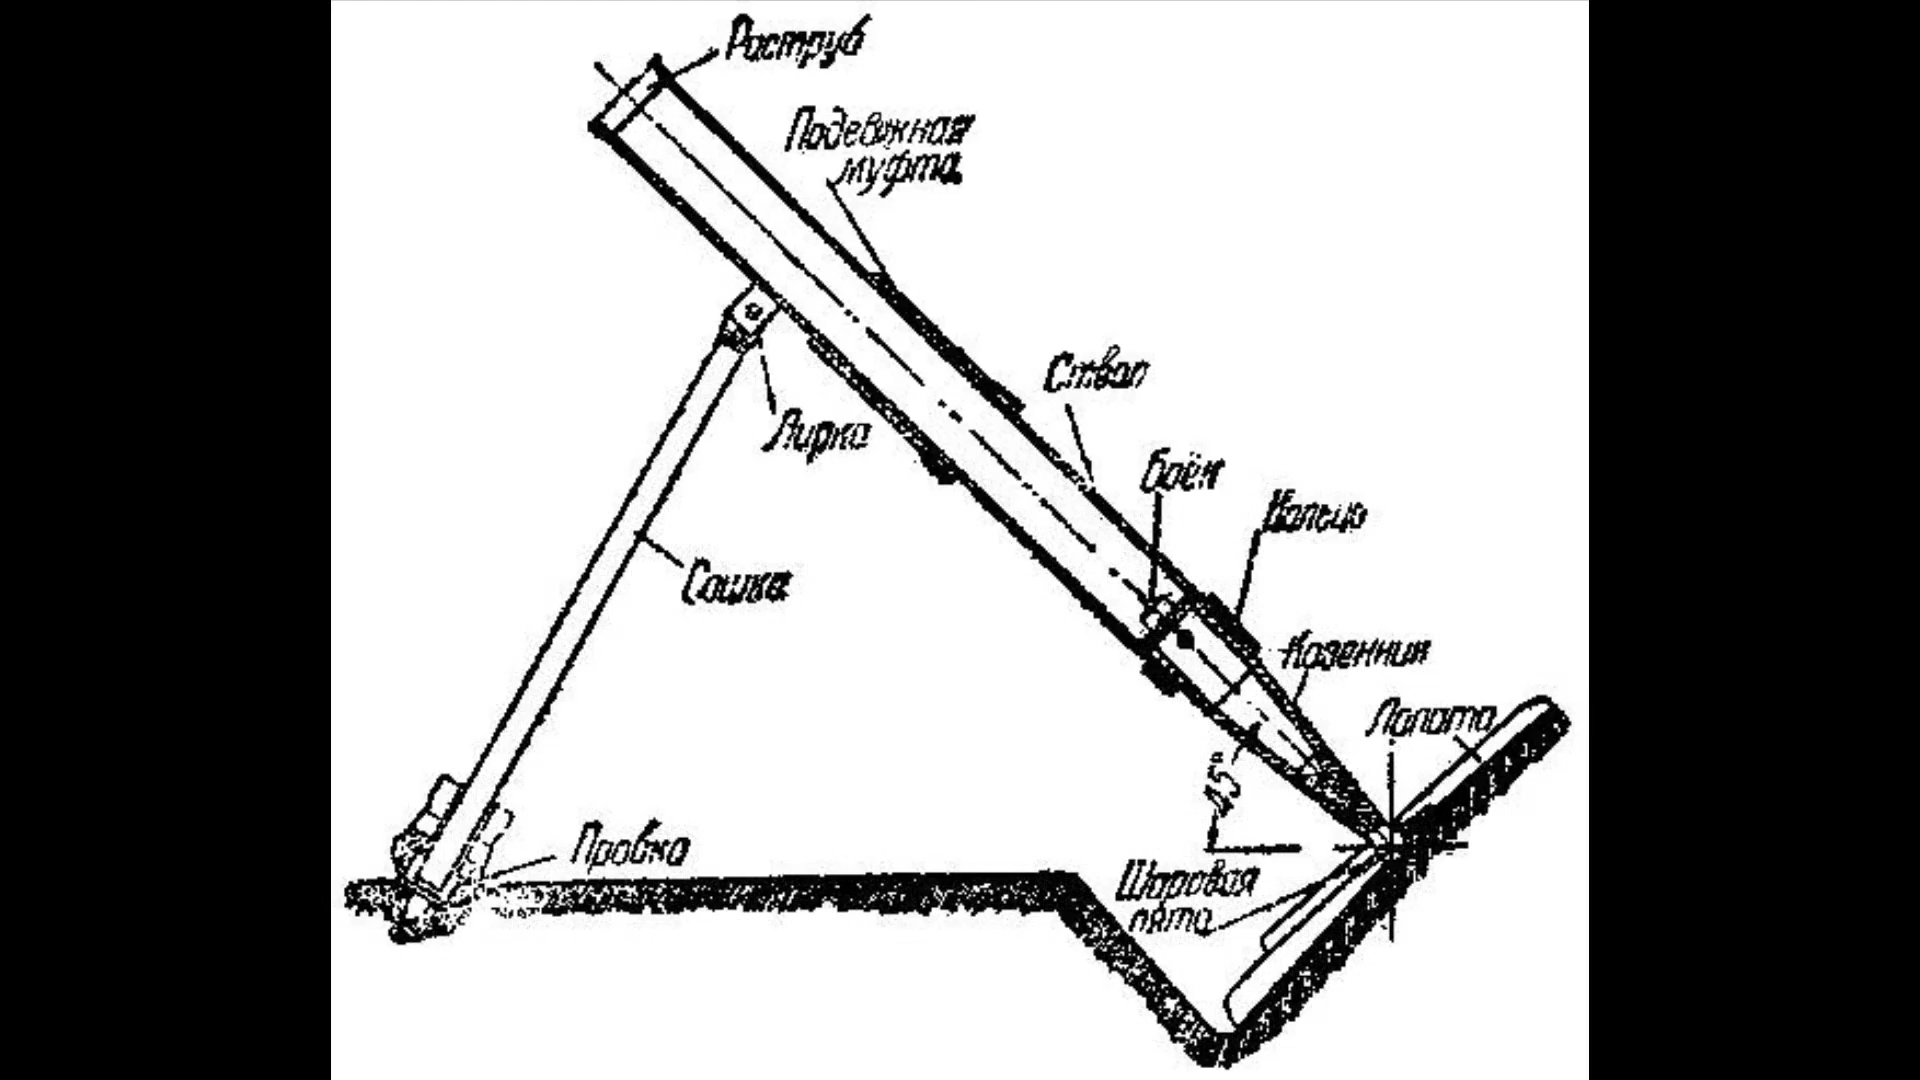 Раструб
Подвижная
муфта
Ствол
Боёк
Лирка
Кольцо
Сошка
Казенник
Лопата
45°
Пробка
Шаровая
пята